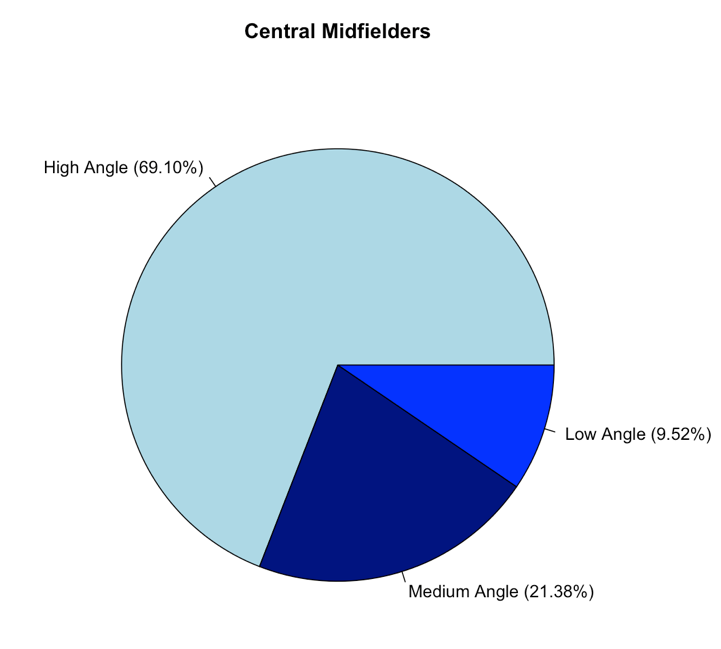 Central Midfielders
High Angle (69.10%)
Low Angle (9.52%)
Medium Angle (21.38%)